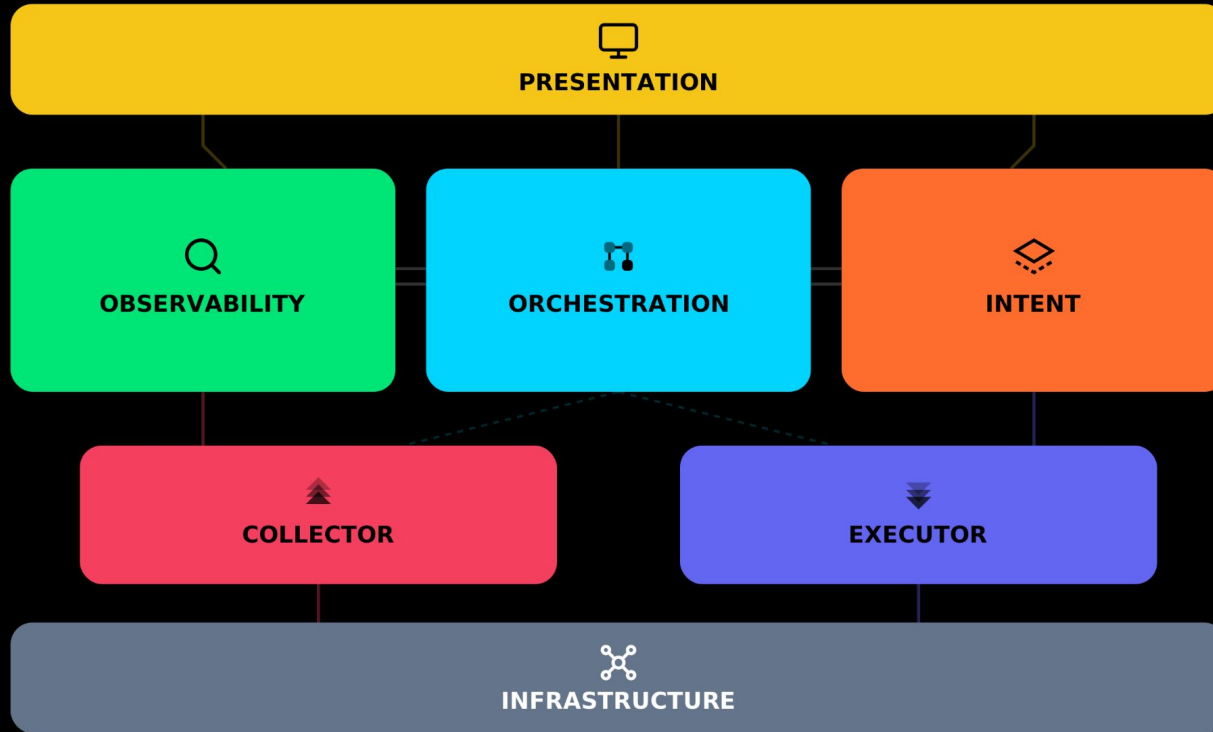 PRESENTATION
OBSERVABILITY
ORCHESTRATION
INTENT
COLLECTOR
EXECUTOR
INFRASTRUCTURE